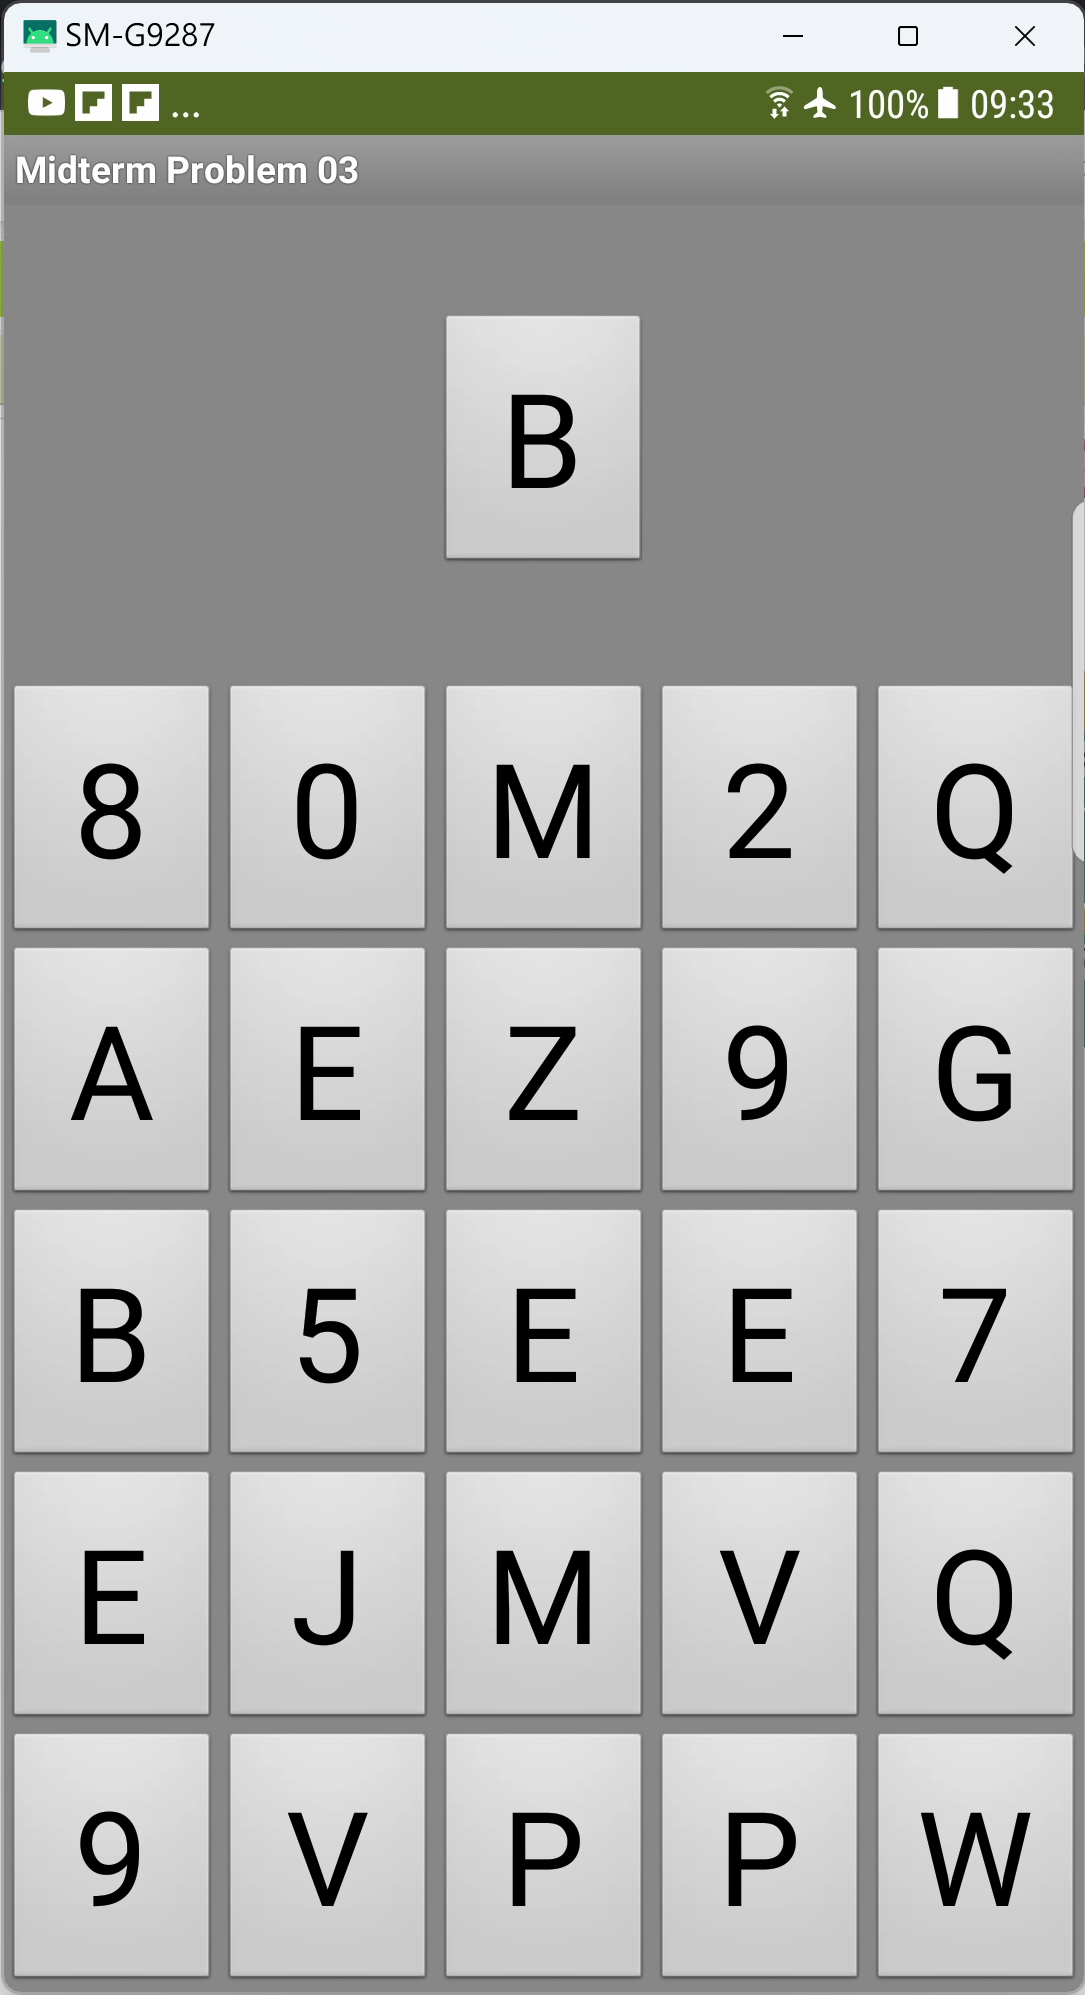 SM-G9287
... 100% 09:33
Midterm Problem 03
B
8 0 M 2 Q
A E Z 9 G
B 5 E E 7
E J M V Q
9 V P P W